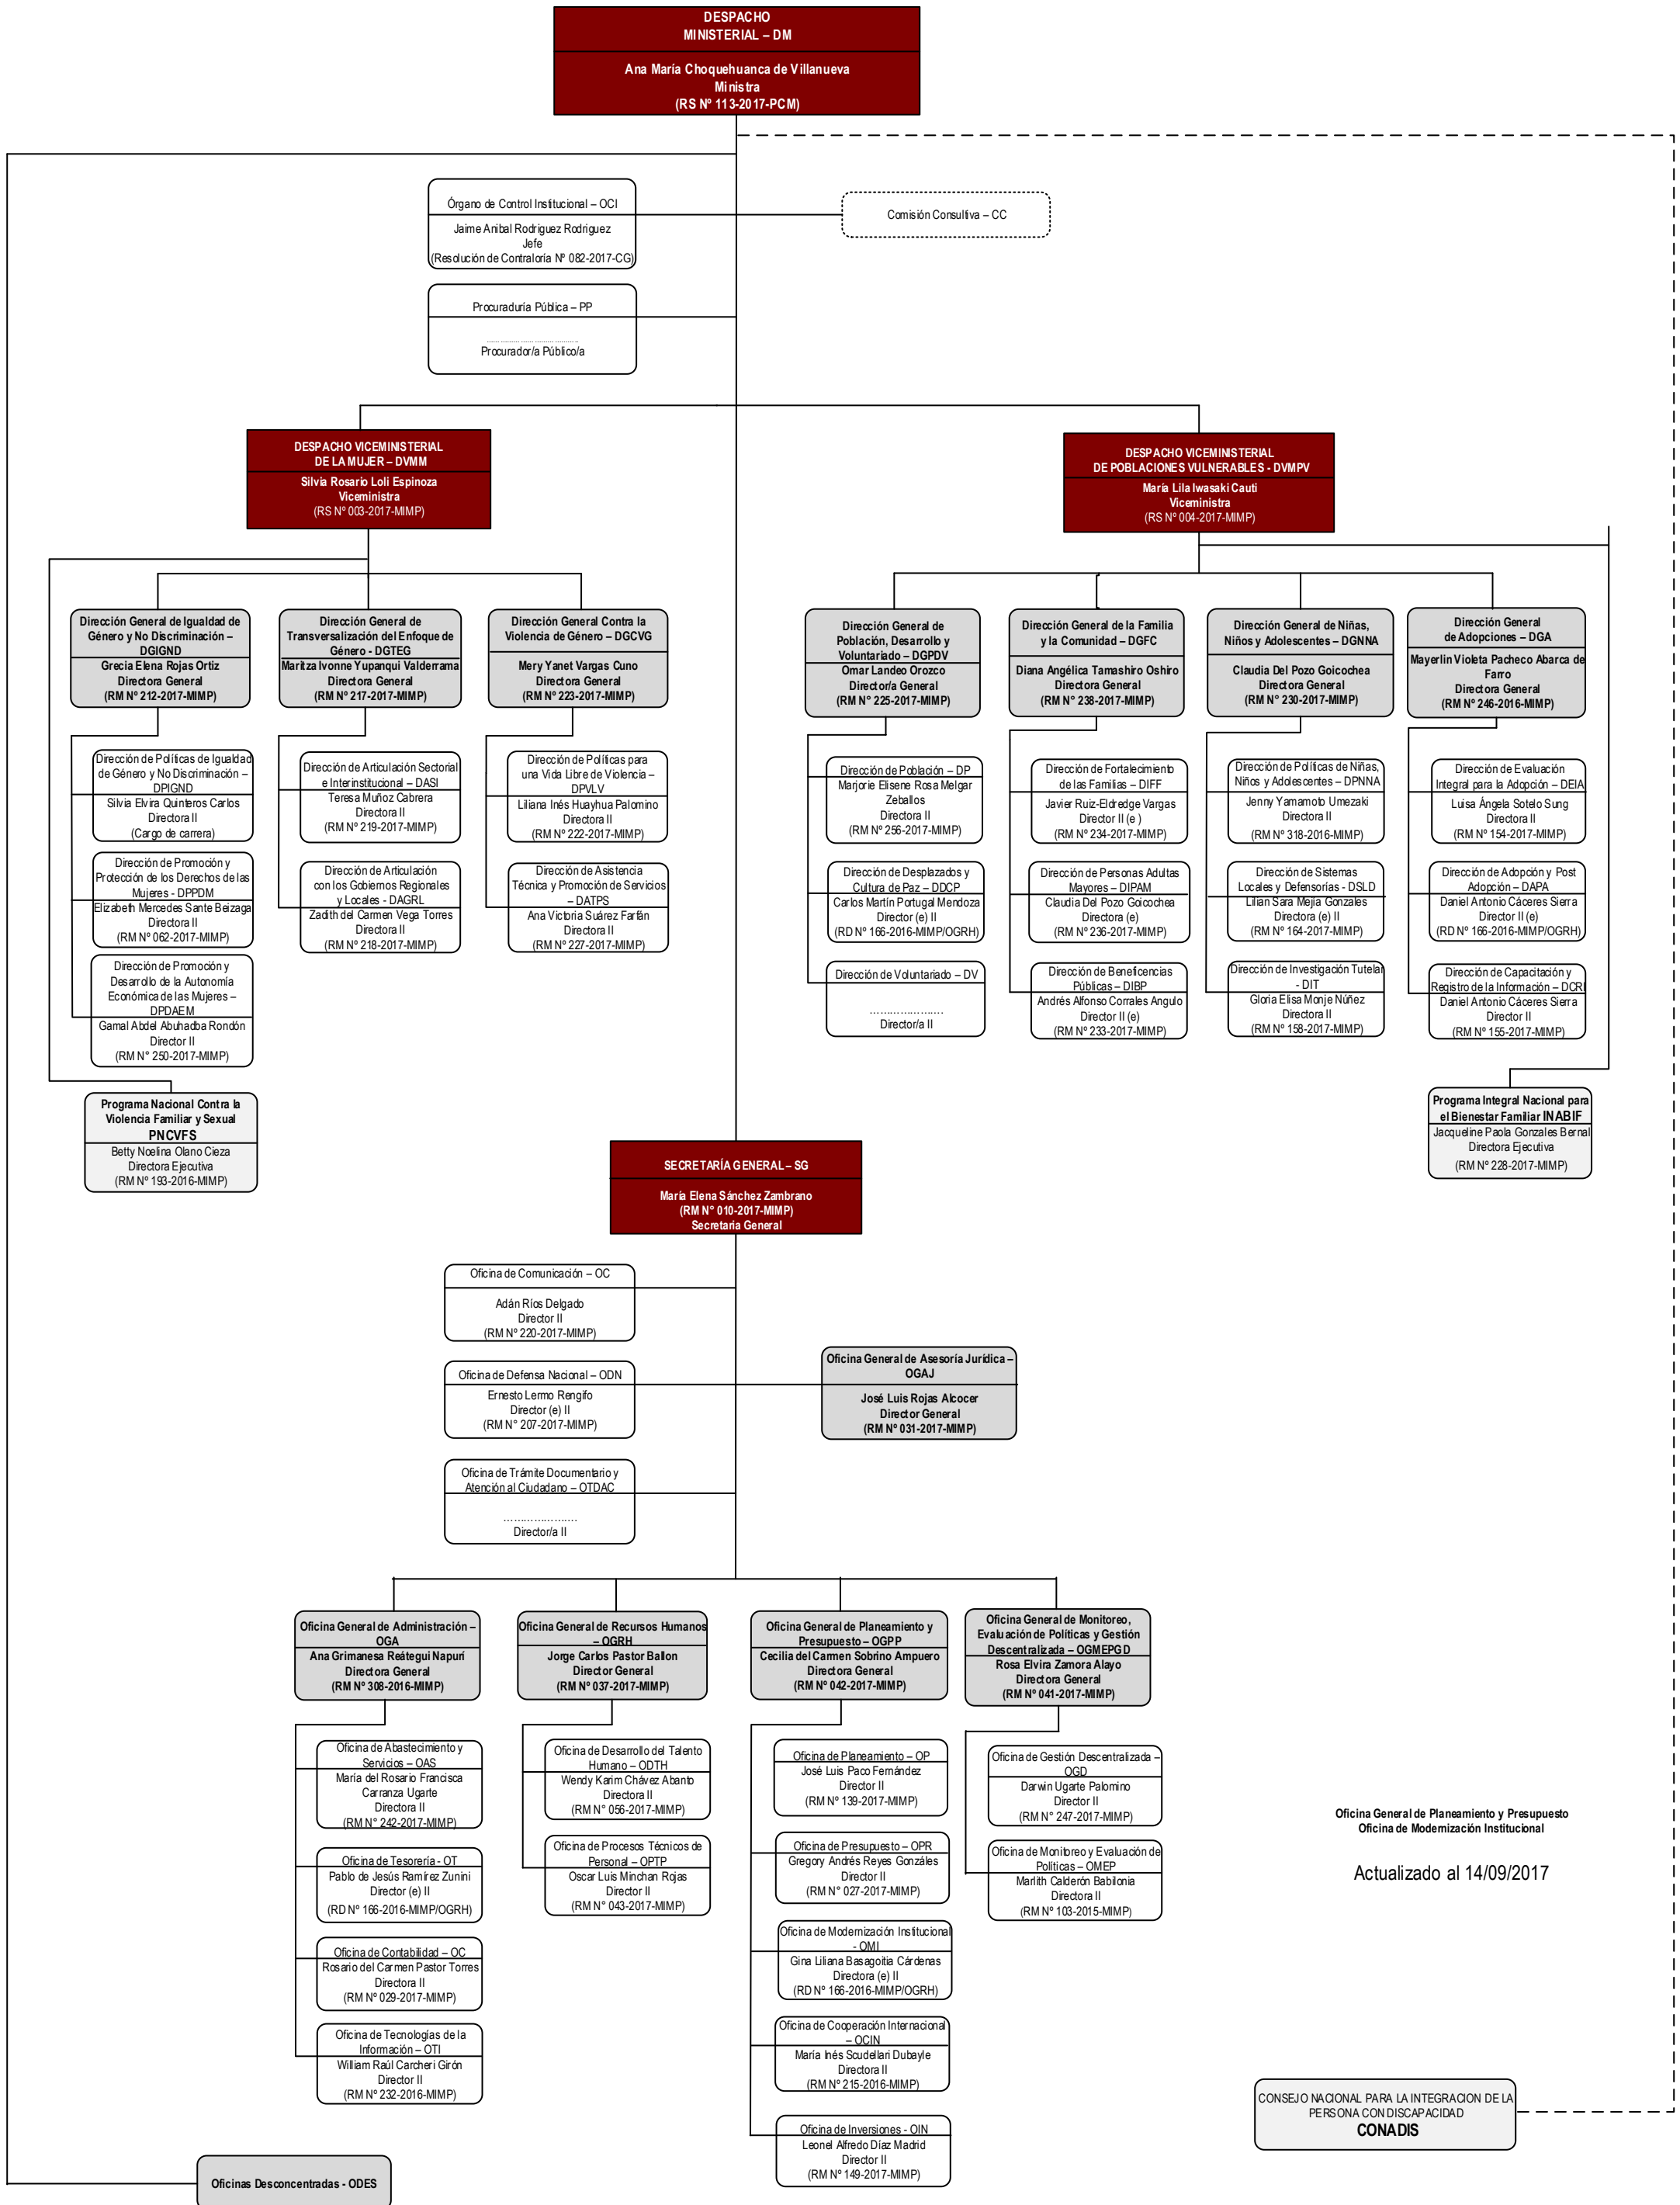 DESPACHO
MINISTERIAL – DM
Ana María Choquehuanca de Villanueva
Ministra
(RS Nº 113-2017-PCM)
Órgano de Control Institucional – OCI
Jaime Anibal Rodriguez Rodriguez
Jefe
(Resolución de Contraloría Nº 082-2017-CG)
Comisión Consultiva – CC
Procuraduría Pública – PP
......................................
Procurador/a Público/a
DESPACHO VICEMINISTERIAL
DE LA MUJER – DVMM
Silvia Rosario Loli Espinoza
Viceministra
(RS Nº 003-2017-MIMP)
DESPACHO VICEMINISTERIAL
DE POBLACIONES VULNERABLES - DVMPV
María Lila Iwasaki Cauti
Viceministra
(RS Nº 004-2017-MIMP)
Dirección General de Igualdad de
Género y No Discriminación –
DGIGND
Grecia Elena Rojas Ortiz
Directora General
(RM Nº 212-2017-MIMP)
Dirección de Políticas de Igualdad
de Género y No Discriminación –
DPIGND
Silvia Elvira Quinteros Carlos
Directora II
(Cargo de carrera)
Dirección de Promoción y
Protección de los Derechos de las
Mujeres - DPPDM
Elizabeth Mercedes Sante Beizaga
Directora II
(RM Nº 062-2017-MIMP)
Dirección de Promoción y
Desarrollo de la Autonomía
Económica de las Mujeres –
DPDAEM
Gamal Abdel Abuhadba Rondón
Director II
(RM N° 250-2017-MIMP)
Programa Nacional Contra la
Violencia Familiar y Sexual
PNCVFS
Betty Noelina Olano Cieza
Directora Ejecutiva
(RM Nº 193-2016-MIMP)
Dirección General de
Transversalización del Enfoque de
Género - DGTEG
Maritza Ivonne Yupanqui Valderrama
Directora General
(RM Nº 217-2017-MIMP)
Dirección de Articulación Sectorial
e Interinstitucional – DASI
Teresa Muñoz Cabrera
Directora II
(RM Nº 219-2017-MIMP)
Dirección de Articulación
con los Gobiernos Regionales
y Locales - DAGRL
Zadith del Carmen Vega Torres
Directora II
(RM Nº 218-2017-MIMP)
Dirección General Contra la
Violencia de Género – DGCVG
Mery Yanet Vargas Cuno
Directora General
(RM Nº 223-2017-MIMP)
Dirección de Políticas para
una Vida Libre de Violencia –
DPVLV
Liliana Inés Huayhua Palomino
Directora II
(RM Nº 222-2017-MIMP)
Dirección de Asistencia
Técnica y Promoción de Servicios
– DATPS
Ana Victoria Suárez Farfán
Directora II
(RM Nº 227-2017-MIMP)
Dirección General de
Población, Desarrollo y
Voluntariado – DGPDV
Omar Landeo Orozco
Director/a General
(RM N° 225-2017-MIMP)
Dirección de Población – DP
Marjorie Elisene Rosa Melgar
Zeballos
Directora II
(RM Nº 256-2017-MIMP)
Dirección de Desplazados y
Cultura de Paz – DDCP
Carlos Martín Portugal Mendoza
Director (e) II
(RD Nº 166-2016-MIMP/OGRH)
Dirección de Voluntariado – DV
......................
Director/a II
Dirección General de la Familia
y la Comunidad – DGFC
Diana Angélica Tamashiro Oshiro
Directora General
(RM Nº 238-2017-MIMP)
Dirección de Fortalecimiento
de las Familias – DIFF
Javier Ruiz-Eldredge Vargas
Director II (e )
(RM Nº 234-2017-MIMP)
Dirección de Personas Adultas
Mayores – DIPAM
Claudia Del Pozo Goicochea
Directora (e)
(RM Nº 236-2017-MIMP)
Dirección de Beneficencias
Públicas – DIBP
Andrés Alfonso Corrales Angulo
Director II (e)
(RM Nº 233-2017-MIMP)
Dirección General de Niñas,
Niños y Adolescentes – DGNNA
Claudia Del Pozo Goicochea
Directora General
(RM Nº 230-2017-MIMP)
Dirección de Políticas de Niñas,
Niños y Adolescentes – DPNNA
Jenny Yamamoto Umezaki
Directora II
(RM Nº 318-2016-MIMP)
Dirección de Sistemas
Locales y Defensorías - DSLD
Lilian Sara Mejía Gonzales
Directora (e) II
(RM Nº 164-2017-MIMP)
Dirección de Investigación Tutelar
- DIT
Gloria Elisa Monje Núñez
Directora II
(RM Nº 158-2017-MIMP)
Dirección General
de Adopciones – DGA
Mayerlin Violeta Pacheco Abarca de
Farro
Directora General
(RM Nº 246-2016-MIMP)
Dirección de Evaluación
Integral para la Adopción – DEIA
Luisa Ángela Sotelo Sung
Directora II
(RM Nº 154-2017-MIMP)
Dirección de Adopción y Post
Adopción – DAPA
Daniel Antonio Cáceres Sierra
Director II (e)
(RD Nº 166-2016-MIMP/OGRH)
Dirección de Capacitación y
Registro de la Información – DCRI
Daniel Antonio Cáceres Sierra
Director II
(RM Nº 155-2017-MIMP)
Programa Integral Nacional para
el Bienestar Familiar INABIF
Jacqueline Paola Gonzales Bernal
Directora Ejecutiva
(RM Nº 228-2017-MIMP)
SECRETARÍA GENERAL – SG
María Elena Sánchez Zambrano
(RM N° 010-2017-MIMP)
Secretaria General
Oficina de Comunicación – OC
Adán Ríos Delgado
Director II
(RM Nº 220-2017-MIMP)
Oficina de Defensa Nacional – ODN
Ernesto Lermo Rengifo
Director (e) II
(RM N° 207-2017-MIMP)
Oficina General de Asesoría Jurídica –
OGAJ
José Luis Rojas Alcocer
Director General
(RM Nº 031-2017-MIMP)
Oficina de Trámite Documentario y
Atención al Ciudadano – OTDAC
......................
Director/a II
Oficina General de Administración –
OGA
Ana Grimanesa Reátegui Napurí
Directora General
(RM Nº 308-2016-MIMP)
Oficina de Abastecimiento y
Servicios – OAS
María del Rosario Francisca
Carranza Ugarte
Directora II
(RM N° 242-2017-MIMP)
Oficina de Tesorería - OT
Pablo de Jesús Ramírez Zunini
Director (e) II
(RD Nº 166-2016-MIMP/OGRH)
Oficina de Contabilidad – OC
Rosario del Carmen Pastor Torres
Directora II
(RM Nº 029-2017-MIMP)
Oficina de Tecnologías de la
Información – OTI
William Raúl Carcheri Girón
Director II
(RM Nº 232-2016-MIMP)
Oficina General de Recursos Humanos
– OGRH
Jorge Carlos Pastor Ballon
Director General
(RM Nº 037-2017-MIMP)
Oficina de Desarrollo del Talento
Humano – ODTH
Wendy Karim Chávez Abanto
Directora II
(RM N° 056-2017-MIMP)
Oficina de Procesos Técnicos de
Personal – OPTP
Oscar Luis Minchan Rojas
Director II
(RM N° 043-2017-MIMP)
Oficina General de Planeamiento y
Presupuesto – OGPP
Cecilia del Carmen Sobrino Ampuero
Directora General
(RM Nº 042-2017-MIMP)
Oficina de Planeamiento – OP
José Luis Paco Fernández
Director II
(RM N° 139-2017-MIMP)
Oficina de Presupuesto – OPR
Gregory Andrés Reyes Gonzáles
Director II
(RM N° 027-2017-MIMP)
Oficina de Modernización Institucional
- OMI
Gina Liliana Basagoitia Cárdenas
Directora (e) II
(RD Nº 166-2016-MIMP/OGRH)
Oficina de Cooperación Internacional
– OCIN
María Inés Scudellari Dubayle
Directora II
(RM Nº 215-2016-MIMP)
Oficina de Inversiones - OIN
Leonel Alfredo Díaz Madrid
Director II
(RM Nº 149-2017-MIMP)
Oficina General de Monitoreo,
Evaluación de Políticas y Gestión
Descentralizada – OGMEPGD
Rosa Elvira Zamora Alayo
Directora General
(RM Nº 041-2017-MIMP)
Oficina de Gestión Descentralizada –
OGD
Darwin Ugarte Palomino
Director II
(RM N° 247-2017-MIMP)
Oficina de Monitoreo y Evaluación de
Políticas – OMEP
Marlith Calderón Babilonia
Directora II
(RM Nº 103-2015-MIMP)
Oficina General de Planeamiento y Presupuesto
Oficina de Modernización Institucional
Actualizado al 14/09/2017
CONSEJO NACIONAL PARA LA INTEGRACION DE LA
PERSONA CON DISCAPACIDAD
CONADIS
Oficinas Desconcentradas - ODES